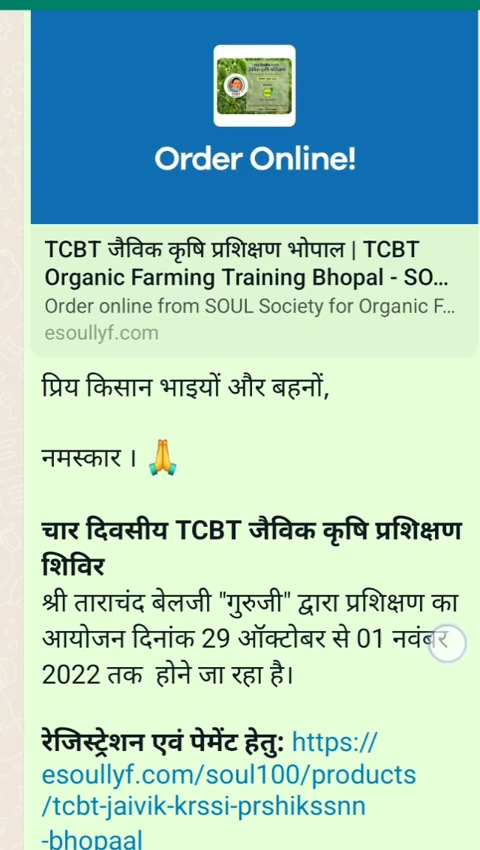 Order Online!
TCBT जैविक कृषि प्रशिक्षण भोपाल | TCBT
Organic Farming Training Bhopal - SO...
Order online from SOUL Society for Organic F...
esoullyf.com
प्रिय किसान भाइयों और बहनों,
नमस्कार । 🙏
चार दिवसीय TCBT जैविक कृषि प्रशिक्षण
शिविर
श्री ताराचंद बेलजी "गुरुजी" द्वारा प्रशिक्षण का
आयोजन दिनांक 29 ऑक्टोबर से 01 नवंबर
2022 तक होने जा रहा है।
रेजिस्ट्रेशन एवं पेमेंट हेतु: https://
esoullyf.com/soul100/products
/tcbt-jaivik-krssi-prshikssnn
-bhopaal